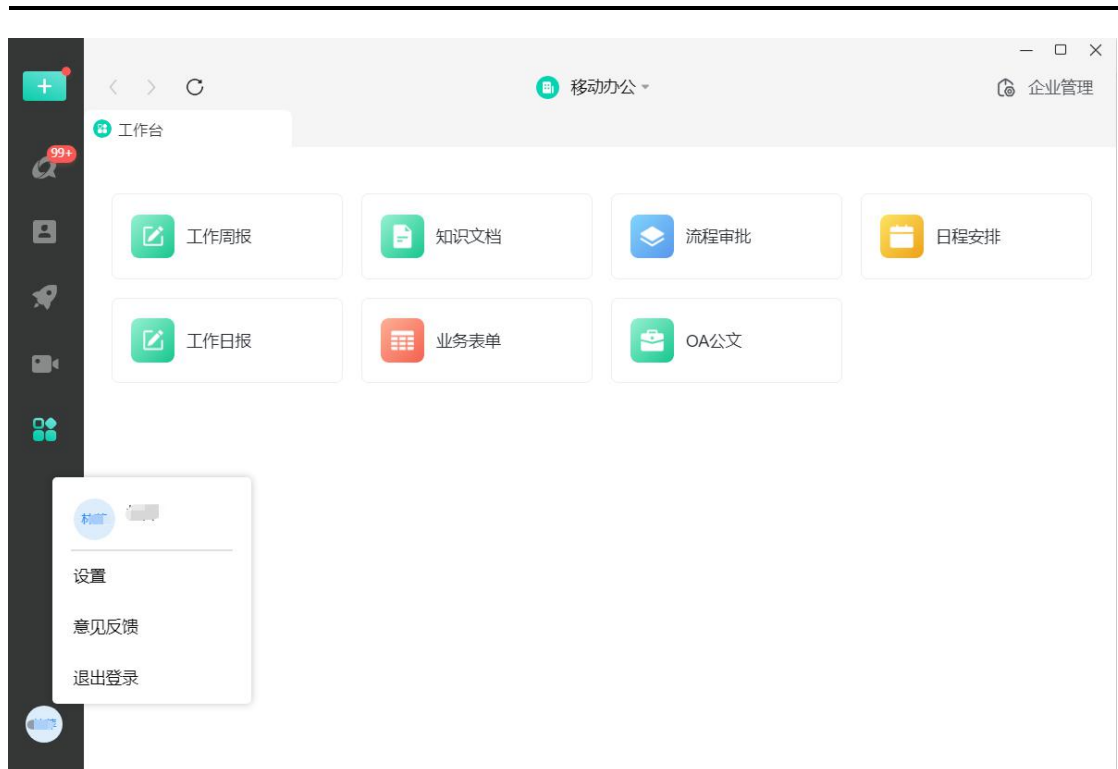 移动办公
企业管理
工作台
99+
工作周报
知识文档
流程审批
日程安排
工作日报
业务表单
OA公文
设置
意见反馈
退出登录